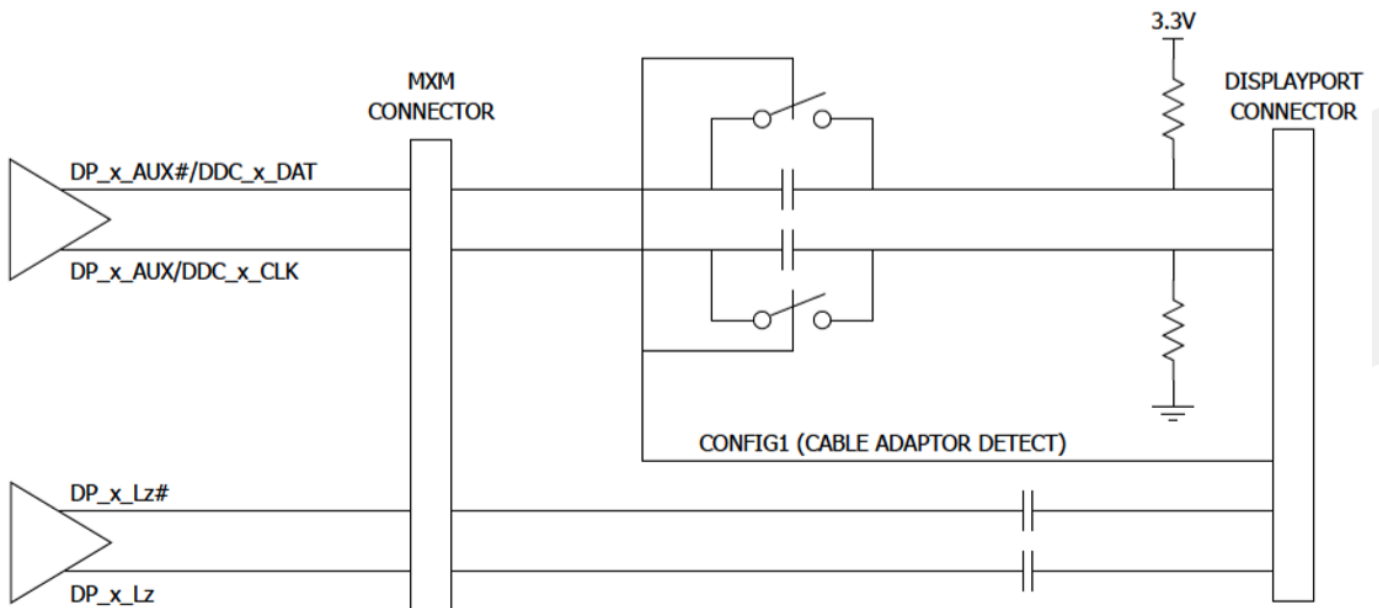 3.3V
MXM
CONNECTOR
DISPLAYPORT
CONNECTOR
DP_x_AUX#/DDC_x_DAT
DP_x_AUX/DDC_x_CLK
CONFIG1 (CABLE ADAPTOR DETECT)
DP_x_Lz#
DP_x_Lz